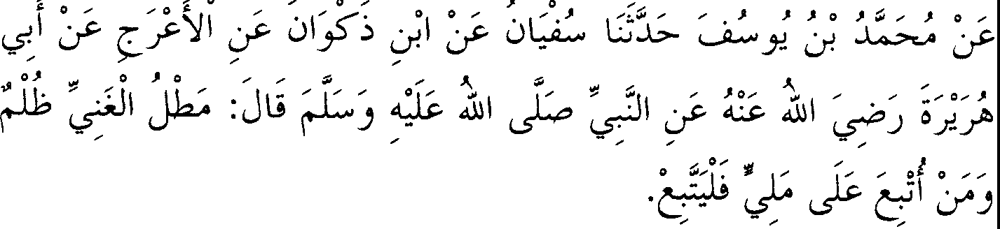 عَنْ مُحَمَّدُ بْنُ يُوسُفَ حَدَّثَنَا سُفْيَانُ عَنْ ابْنِ ذَكْوَانَ عَنِ الْأَعْرَجِ عَنْ أَبِي
هُرَيْرَةَ رَضِيَ اللهُ عَنْهُ عَنِ النَّبِيِّ صَلَّى اللهُ عَلَيْهِ وَسَلَّمَ قَالَ: مَطْلُ الْغَنِيِّ ظُلْمٌ
وَمَنْ أُتْبِعَ عَلَى مَلِيٍّ فَلْيَتَّبِعْ.